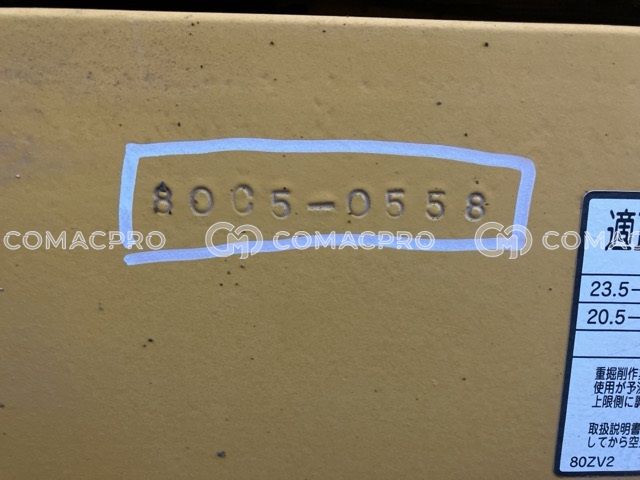 80C5-0558
COMACPRO COMACPRO COMACPRO
適
23.5-
20.5-
重掘削作
使用が予
上限側に
取扱説明書
してから空
80ZV2